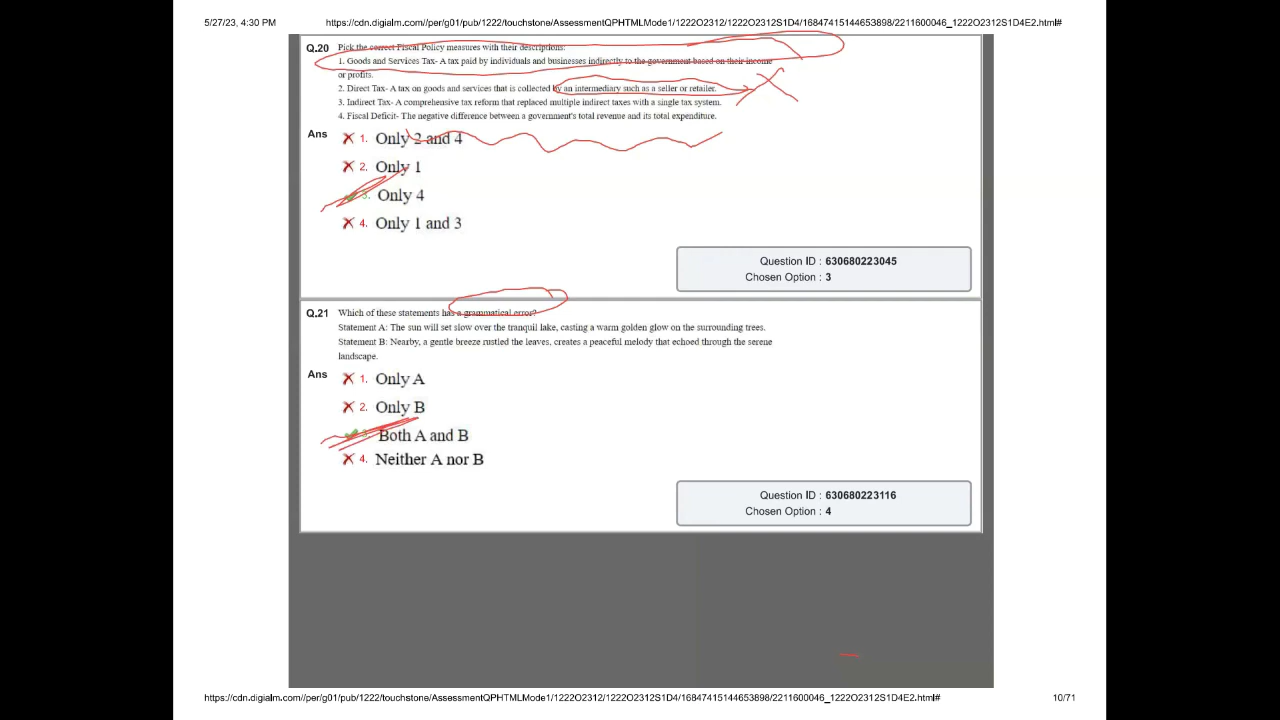 5/27/23, 4:30 PM https://cdn.digialm.com//per/g01/pub/1222/touchstone/AssessmentQPHTMLMode1/1222O2312/1222O2312S1D4/16847415144653898/2211600046_1222O2312S1D4E2.html#
Q.20 Pick the correct Fiscal Policy measures with their descriptions:
1. Goods and Services Tax- A tax paid by individuals and businesses indirectly to the government based on their income
or profits.
2. Direct Tax- A tax on goods and services that is collected by an intermediary such as a seller or retailer.
3. Indirect Tax- A comprehensive tax reform that replaced multiple indirect taxes with a single tax system.
4. Fiscal Deficit- The negative difference between a government's total revenue and its total expenditure.
Ans 1. Only 2 and 4
2. Only 1
3. Only 4
4. Only 1 and 3
Question ID : 630680223045
Chosen Option : 3
Q.21 Which of these statements has a grammatical error?
Statement A: The sun will set slow over the tranquil lake, casting a warm golden glow on the surrounding trees.
Statement B: Nearby, a gentle breeze rustled the leaves, creates a peaceful melody that echoed through the serene
landscape.
Ans 1. Only A
2. Only B
3. Both A and B
4. Neither A nor B
Question ID : 630680223116
Chosen Option : 4
https://cdn.digialm.com//per/g01/pub/1222/touchstone/AssessmentQPHTMLMode1/1222O2312/1222O2312S1D4/16847415144653898/2211600046_1222O2312S1D4E2.html# 10/71